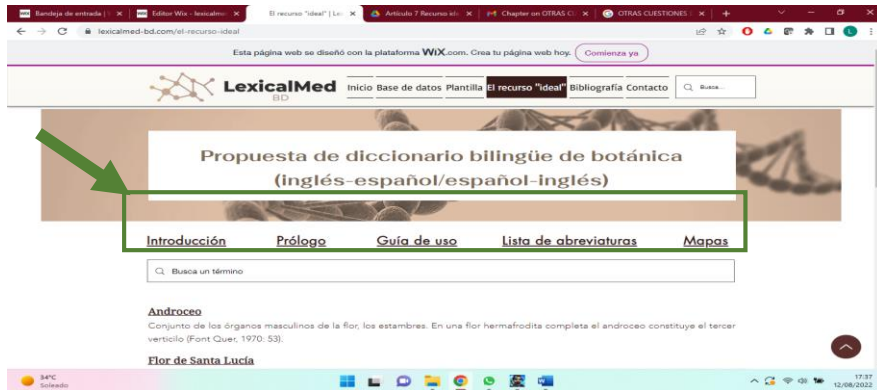 Bandeja de entrada |
Editor Wix - lexicalme
El recurso "ideal" | Le
Artículo 7 Recurso id
Chapter on OTRAS C
OTRAS CUESTIONES
lexicalmed-bd.com/el-recurso-ideal
Esta página web se diseñó con la plataforma WiX.com. Crea tu página web hoy. Comienza ya
LexicalMed
BD
Inicio Base de datos Plantilla El recurso "ideal" Bibliografía Contacto
Busca...
Propuesta de diccionario bilingüe de botánica
(inglés-español/español-inglés)
Introducción Prólogo Guía de uso Lista de abreviaturas Mapas
Busca un término
Androceo
Conjunto de los órganos masculinos de la flor, los estambres. En una flor hermafrodita completa el androceo constituye el tercer
verticilo (Font Quer, 1970: 53).
Flor de Santa Lucía
34°C
Soleado
17:37
12/08/2022